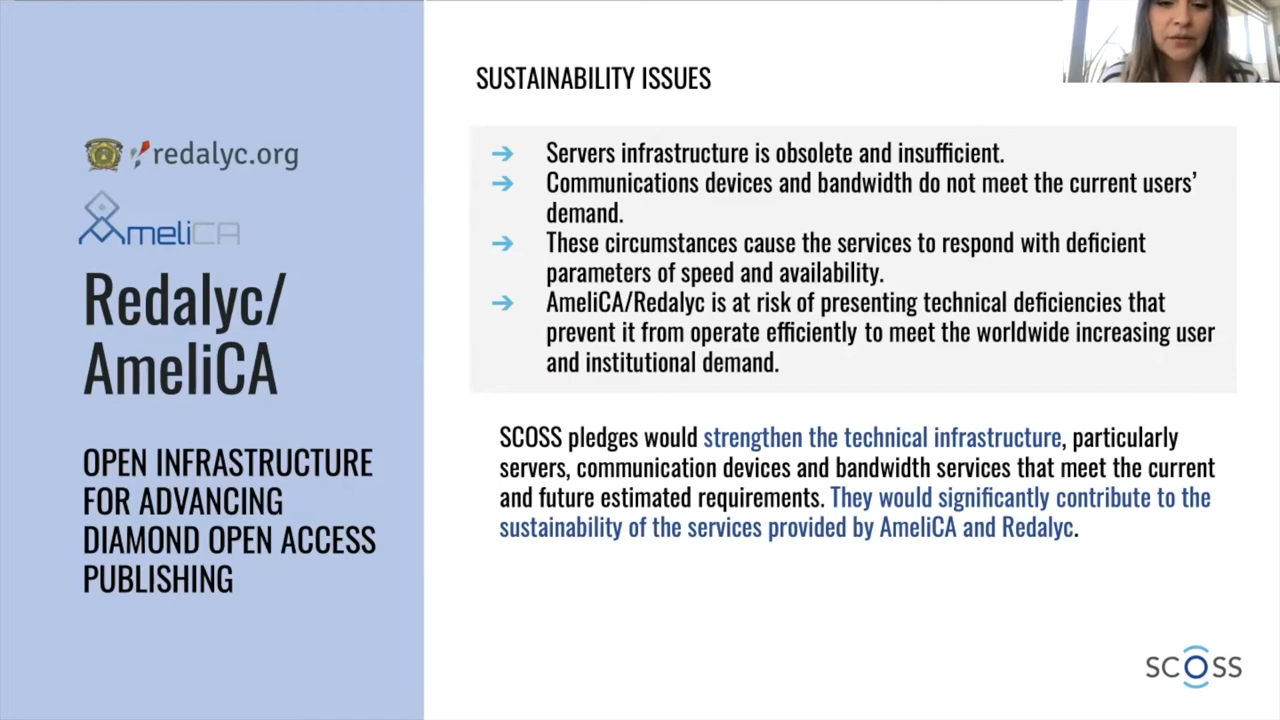 redalyc.org
AmeliCA
Redalyc/
AmeliCA
OPEN INFRASTRUCTURE
FOR ADVANCING
DIAMOND OPEN ACCESS
PUBLISHING
SUSTAINABILITY ISSUES
➔ Servers infrastructure is obsolete and insufficient.
➔ Communications devices and bandwidth do not meet the current users’
demand.
➔ These circumstances cause the services to respond with deficient
parameters of speed and availability.
➔ AmeliCA/Redalyc is at risk of presenting technical deficiencies that
prevent it from operate efficiently to meet the worldwide increasing user
and institutional demand.
SCOSS pledges would strengthen the technical infrastructure, particularly
servers, communication devices and bandwidth services that meet the current
and future estimated requirements. They would significantly contribute to the
sustainability of the services provided by AmeliCA and Redalyc.
SCOSS